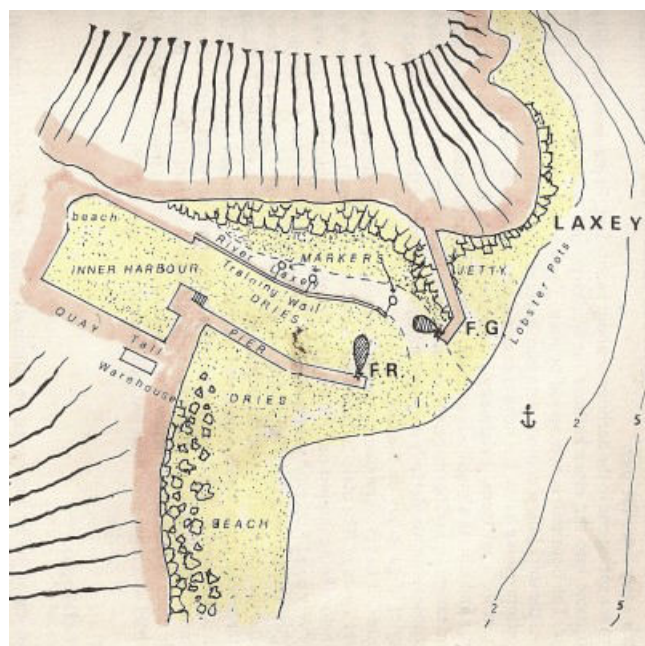 LAXEY
beach
River Laxey
MARKERS
JETTY
INNER HARBOUR
Training Wall
DRIES
Lobster Pots
QUAY
Tall
Warehouse
PIER
F.G.
F.R.
DRIES
2
5
BEACH
2
5